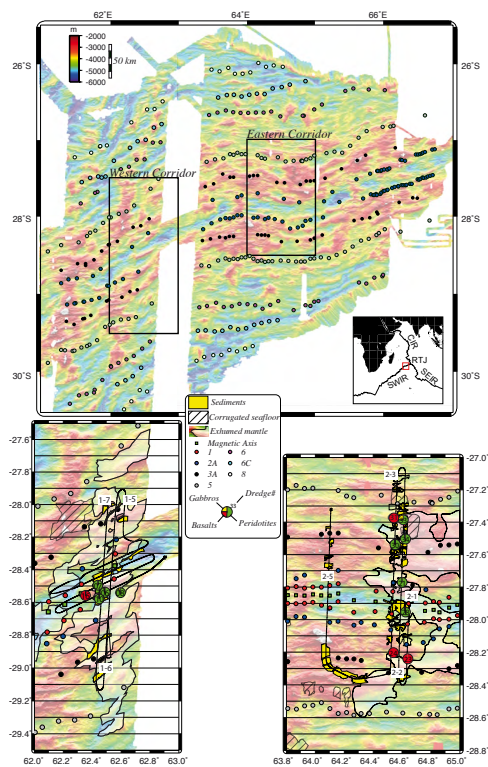 62˚E 64˚E 66˚E
m
-2000
-3000
-4000
-5000
-6000
50 km
26˚S 26˚S
Eastern Corridor
Western Corridor
28˚S 28˚S
30˚S 30˚S
CIR
RTJ
SWIR
SEIR
Sediments
Corrugated seafloor
Exhumed mantle
Magnetic Axis
1 6
2A 6C
3A 8
5
Gabbros
Dredge#
Basalts
Peridotites
-27.6
-27.8
-28.0
-28.2
-28.4
-28.6
-28.8
-29.0
-29.2
-29.4
1-7
1-5
1-6
62.0 62.2 62.4 62.6 62.8 63.0
2-3
2-5
2-1
2-2
-27.0
-27.2
-27.4
-27.6
-27.8
-28.0
-28.2
-28.4
-28.6
-28.8
63.8 64.0 64.2 64.4 64.6 64.8 65.0